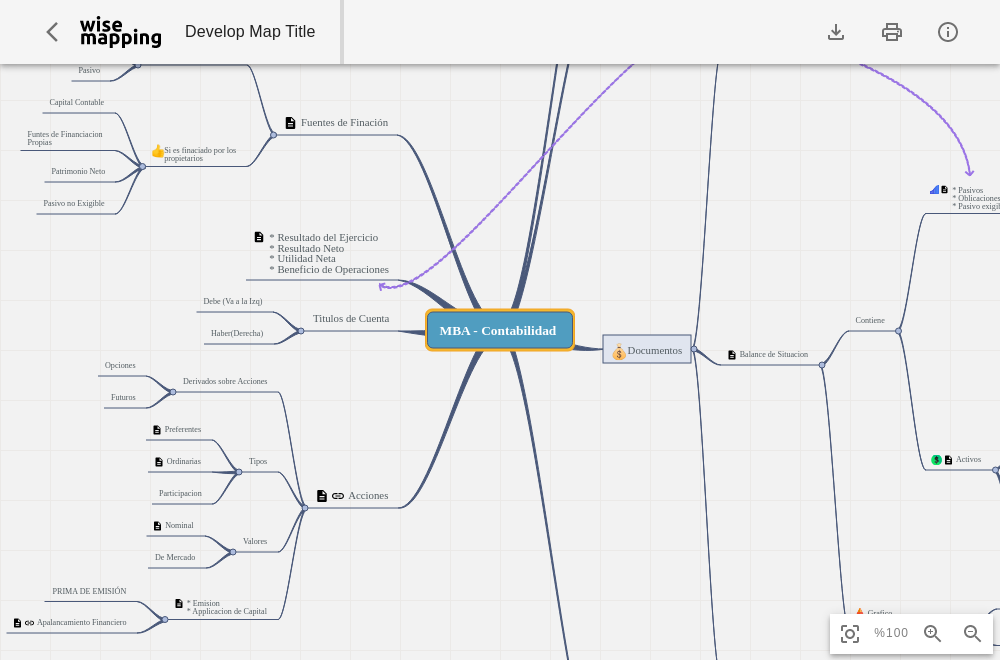 wise
mapping
Develop Map Title
Pasivo
Capital Contable
Funtes de Financiacion
Propias
Patrimonio Neto
Pasivo no Exigible
Si es finaciado por los
propietarios
Fuentes de Finación
* Resultado del Ejercicio
* Resultado Neto
* Utilidad Neta
* Beneficio de Operaciones
Debe (Va a la Izq)
Haber(Derecha)
Titulos de Cuenta
MBA - Contabilidad
Opciones
Futuros
Derivados sobre Acciones
Preferentes
Ordinarias
Participacion
Tipos
Nominal
De Mercado
Valores
Acciones
PRIMA DE EMISIÓN
Apalancamiento Financiero
* Emision
* Applicacion de Capital
Documentos
Balance de Situacion
Contiene
* Pasivos
* Oblicaciones
* Pasivo exigib
$ Activos
Grafico
%100